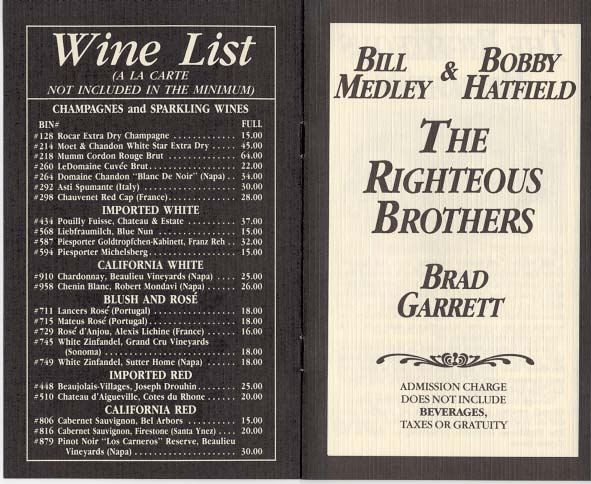 Wine List
(A LA CARTE
NOT INCLUDED IN THE MINIMUM)
CHAMPAGNES and SPARKLING WINES
BIN# FULL
#128 Rocar Extra Dry Champagne . . . . . . . . . . . . . 15.00
#214 Moet & Chandon White Star Extra Dry . . . . . 45.00
#218 Mumm Cordon Rouge Brut . . . . . . . . . . . . . . 64.00
#260 LeDomaine Cuvée Brut . . . . . . . . . . . . . . . . . 22.00
#264 Domaine Chandon "Blanc De Noir" (Napa) . . 34.00
#292 Asti Spumante (Italy) . . . . . . . . . . . . . . . . . . . 30.00
#298 Chauvenet Red Cap (France) . . . . . . . . . . . . . . 28.00
IMPORTED WHITE
#434 Pouilly Fuisse, Chateau & Estate . . . . . . . . . . 37.00
#568 Liebfraumilch, Blue Nun . . . . . . . . . . . . . . . . 15.00
#587 Piesporter Goldtropfchen-Kabinett, Franz Reh . . 32.00
#594 Piesporter Michelsberg . . . . . . . . . . . . . . . . . . 15.00
CALIFORNIA WHITE
#910 Chardonnay, Beaulieu Vineyards (Napa) . . . . 25.00
#958 Chenin Blanc, Robert Mondavi (Napa) . . . . . . 26.00
BLUSH AND ROSÉ
#711 Lancers Rosé (Portugal) . . . . . . . . . . . . . . . . . 18.00
#715 Mateus Rosé (Portugal) . . . . . . . . . . . . . . . . . . 18.00
#729 Rosé d'Anjou, Alexis Lichine (France) . . . . . . 16.00
#745 White Zinfandel, Grand Cru Vineyards
(Sonoma) . . . . . . . . . . . . . . . . . . . . . . . . . . 18.00
#749 White Zinfandel, Sutter Home (Napa) . . . . . . . 18.00
IMPORTED RED
#448 Beaujolais-Villages, Joseph Drouhin . . . . . . . . 25.00
#510 Chateau d'Aigueville, Cotes du Rhone . . . . . . 20.00
CALIFORNIA RED
#806 Cabernet Sauvignon, Bel Arbors . . . . . . . . . . 15.00
#816 Cabernet Sauvignon, Firestone (Santa Ynez) . . . . 20.00
#879 Pinot Noir "Los Carneros" Reserve, Beaulieu
Vineyards (Napa) . . . . . . . . . . . . . . . . . . . . 30.00
BILL MEDLEY & BOBBY HATFIELD
THE
RIGHTEOUS
BROTHERS
BRAD
GARRETT
ADMISSION CHARGE
DOES NOT INCLUDE
BEVERAGES,
TAXES OR GRATUITY